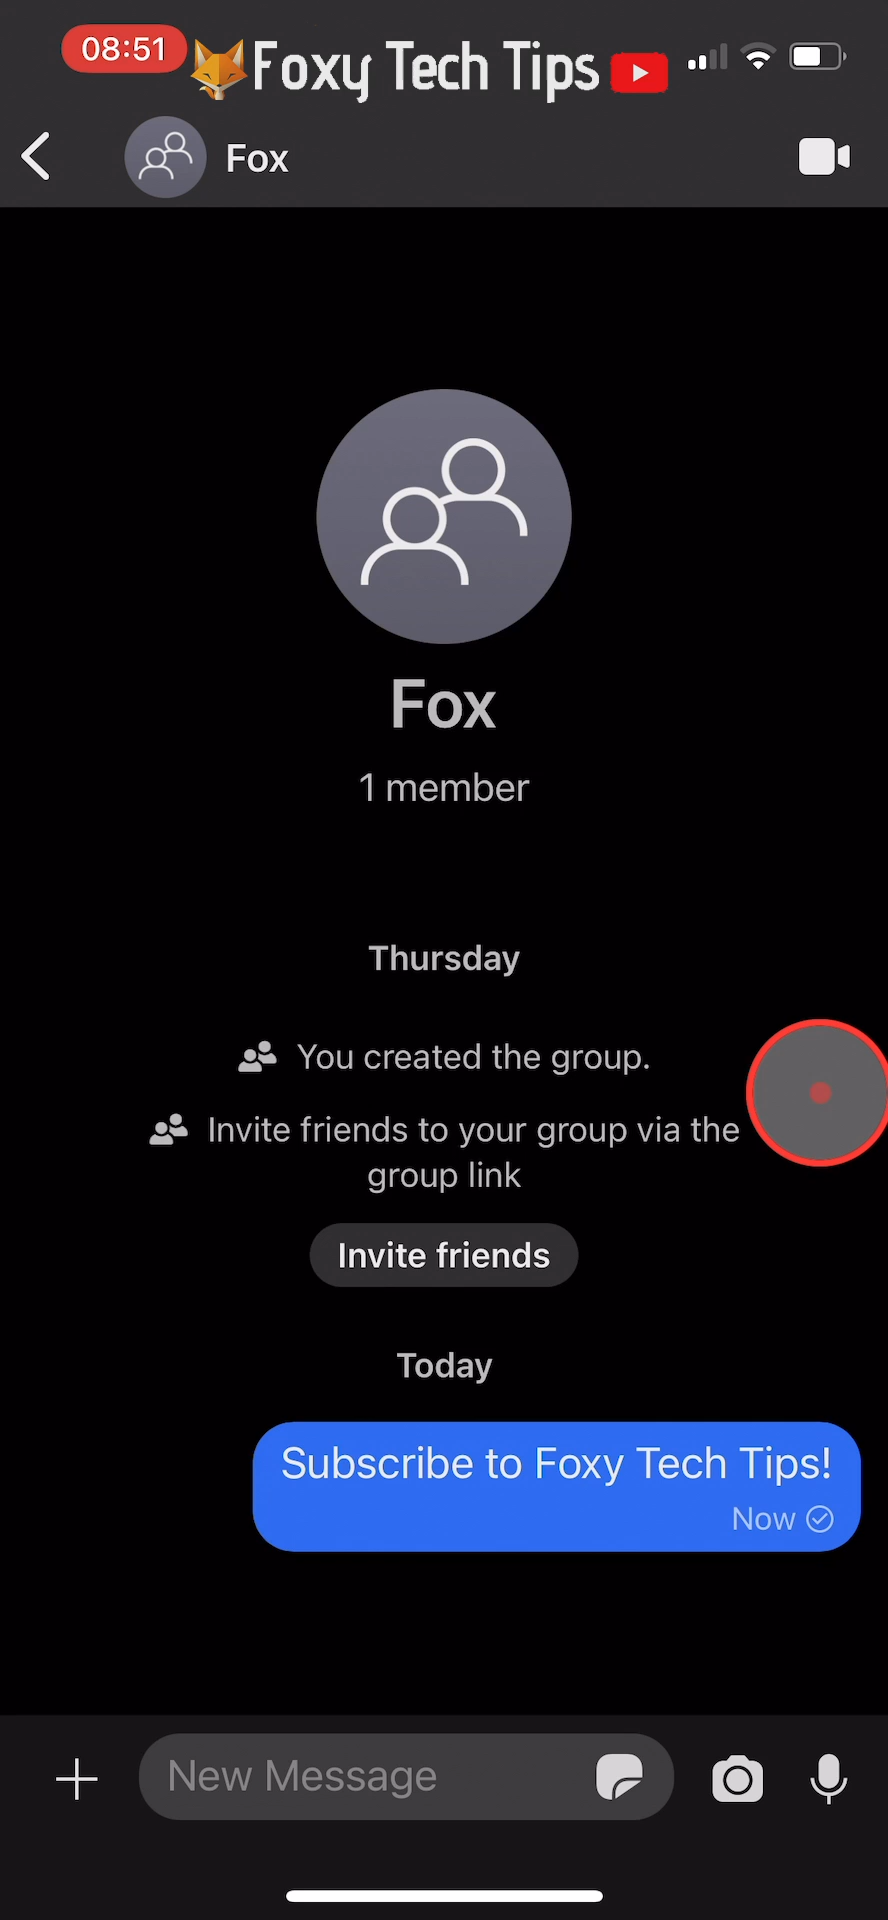 08:51
Foxy Tech Tips
Fox
Fox
1 member
Thursday
You created the group.
Invite friends to your group via the
group link
Invite friends
Today
Subscribe to Foxy Tech Tips!
Now
New Message